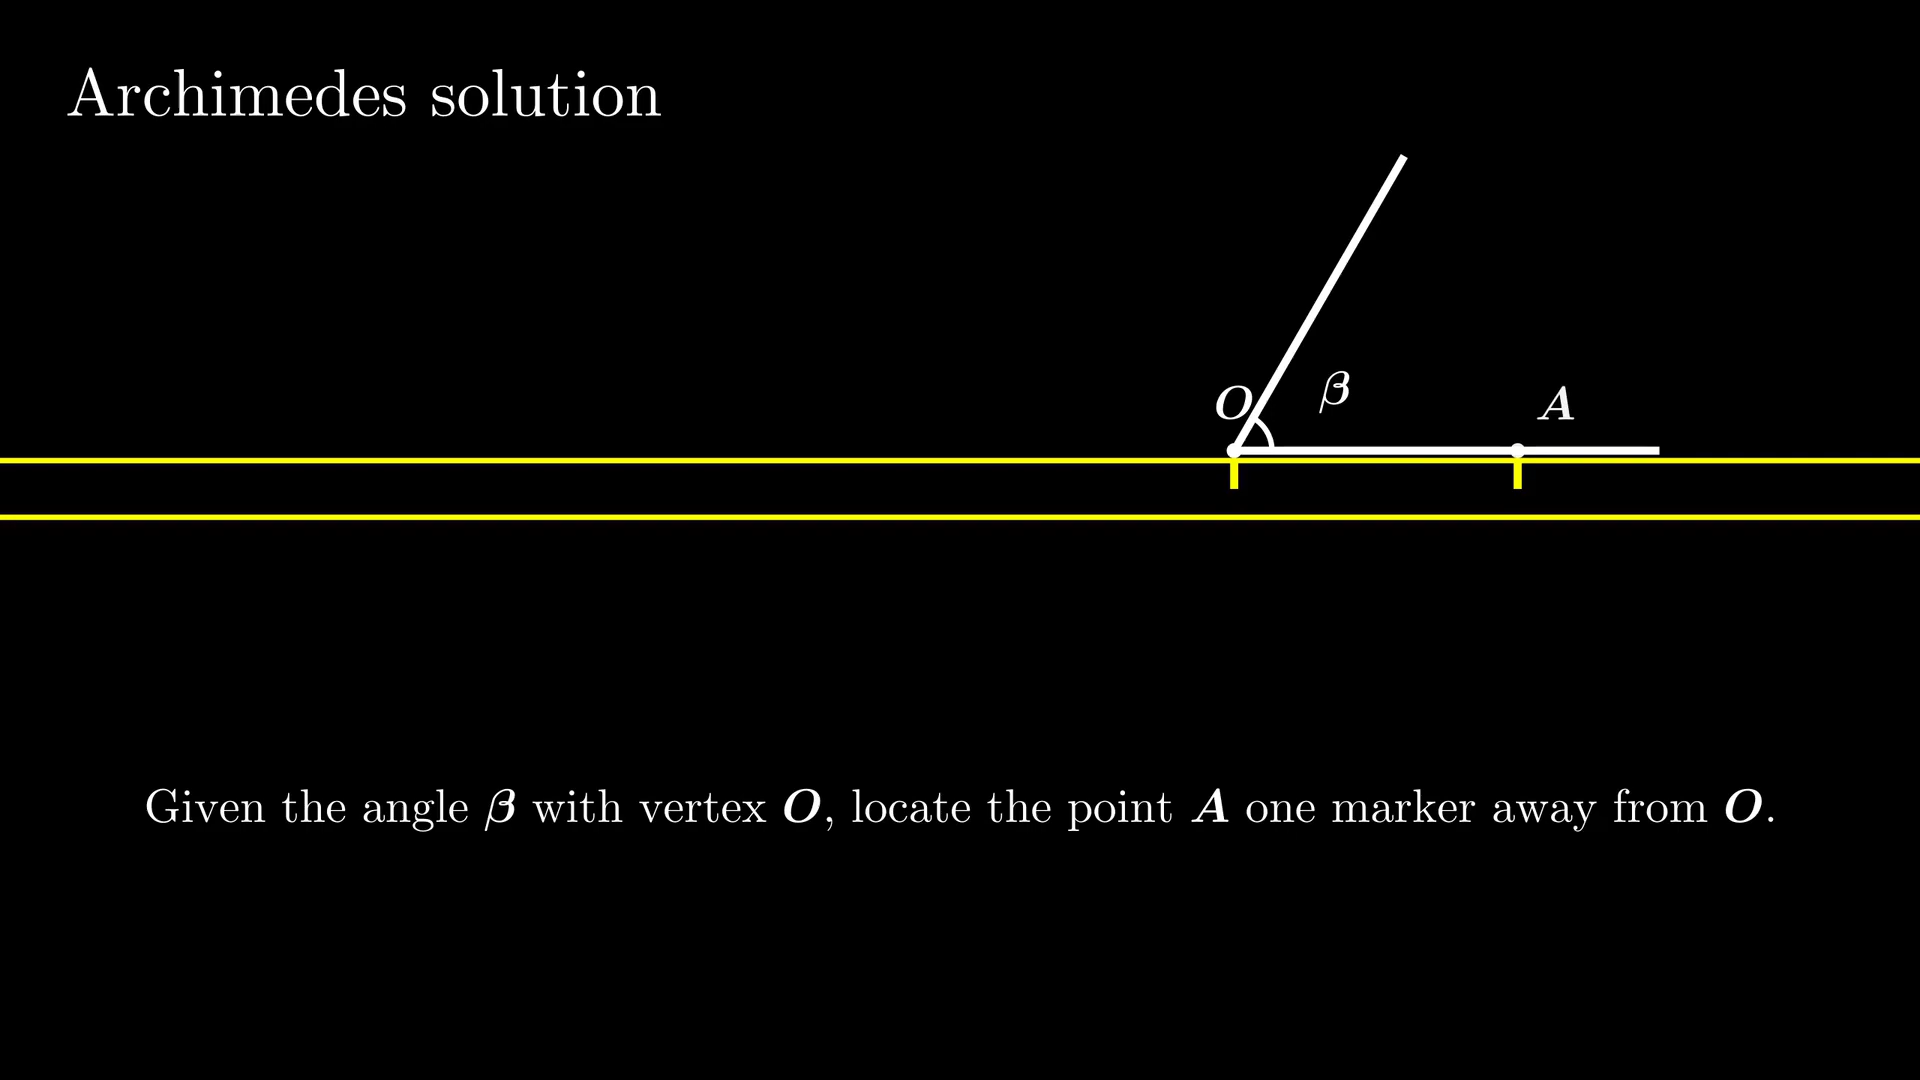 Archimedes solution
β
O
A
Given the angle β with vertex O, locate the point A one marker away from O.